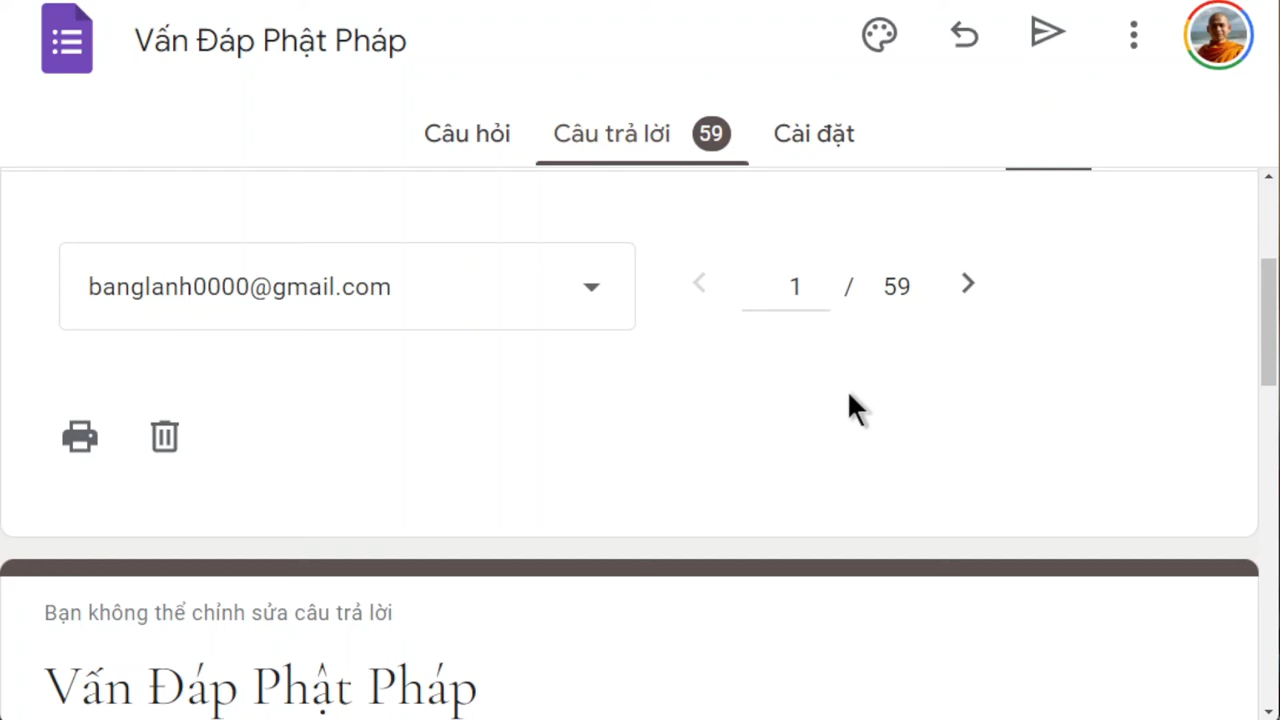 Vấn Đáp Phật Pháp
Câu hỏi Câu trả lời 59 Cài đặt
banglanh0000@gmail.com 1 / 59
Bạn không thể chỉnh sửa câu trả lời
Vấn Đáp Phật Pháp